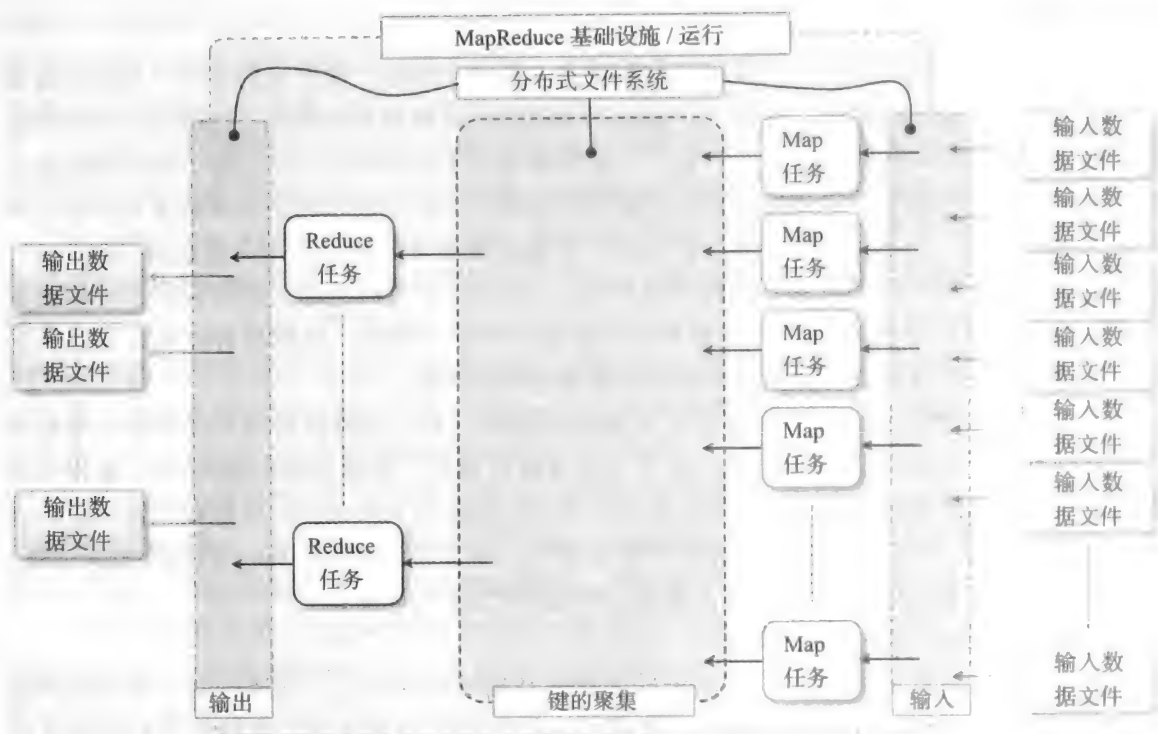 MapReduce 基础设施 / 运行
分布式文件系统
输入数
据文件
输入数
据文件
输入数
据文件
输入数
据文件
输入数
据文件
输入数
据文件
输入数
据文件
Map
任务
Map
任务
Map
任务
Map
任务
Map
任务
Reduce
任务
Reduce
任务
输出数
据文件
输出数
据文件
输出数
据文件
输出
键的聚集
输入